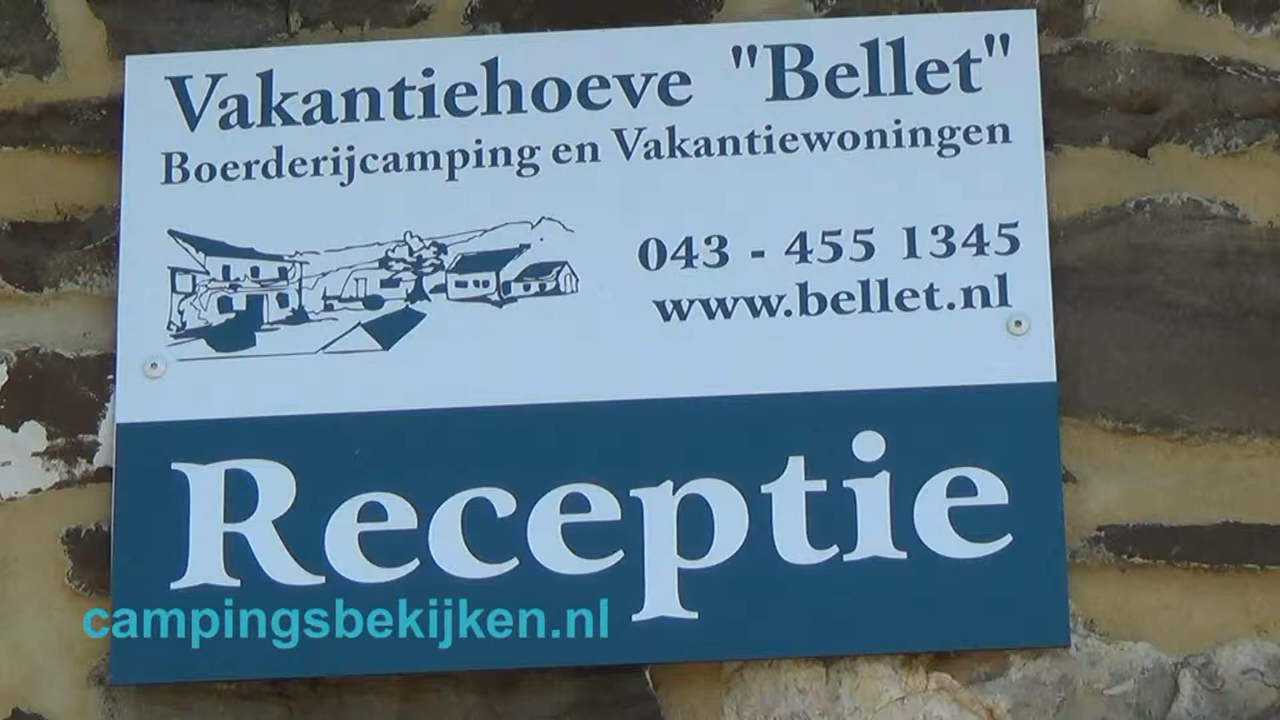 Vakantiehoeve "Bellet"
Boerderijcamping en Vakantiewoningen
043 - 455 1345
www.bellet.nl
Receptie
campingsbekijken.nl